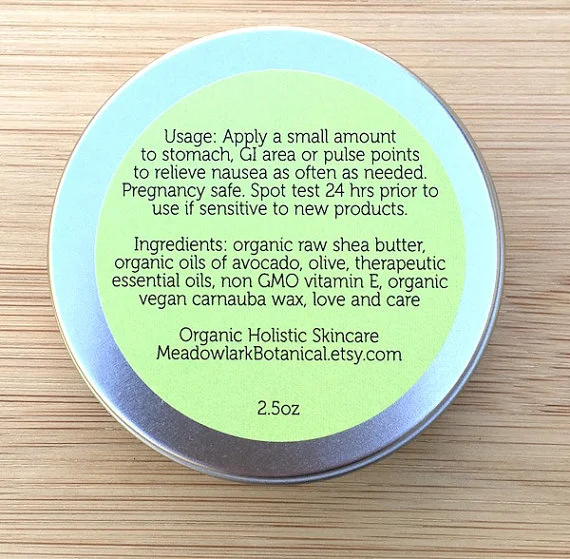 Usage: Apply a small amount
to stomach, GI area or pulse points
to relieve nausea as often as needed.
Pregnancy safe. Spot test 24 hrs prior to
use if sensitive to new products.
Ingredients: organic raw shea butter,
organic oils of avocado, olive, therapeutic
essential oils, non GMO vitamin E, organic
vegan carnauba wax, love and care
Organic Holistic Skincare
MeadowlarkBotanical.etsy.com
2.5oz